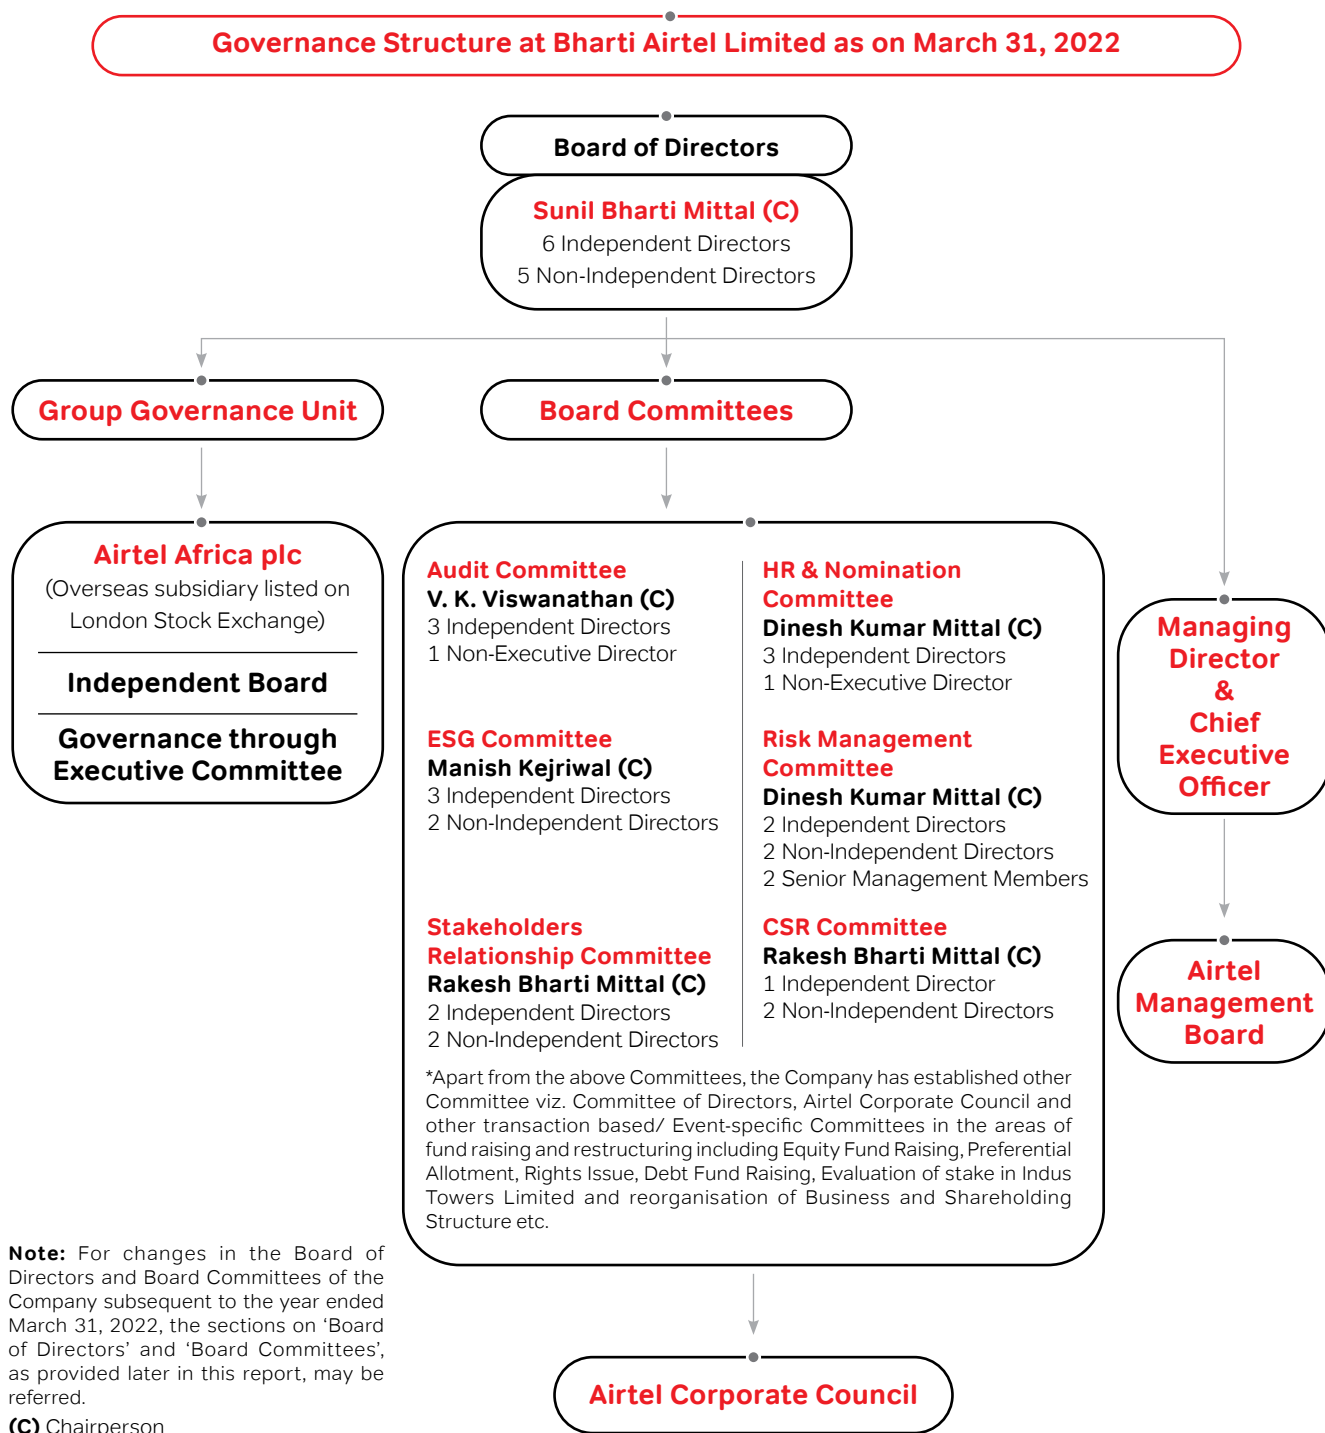 Governance Structure at Bharti Airtel Limited as on March 31, 2022
Board of Directors
Sunil Bharti Mittal (C)
6 Independent Directors
5 Non-Independent Directors
Group Governance Unit
Board Committees
Airtel Africa plc
(Overseas subsidiary listed on
London Stock Exchange)
Independent Board
Governance through
Executive Committee
Audit Committee
V. K. Viswanathan (C)
3 Independent Directors
1 Non-Executive Director
HR & Nomination
Committee
Dinesh Kumar Mittal (C)
3 Independent Directors
1 Non-Executive Director
ESG Committee
Manish Kejriwal (C)
3 Independent Directors
2 Non-Independent Directors
Risk Management
Committee
Dinesh Kumar Mittal (C)
2 Independent Directors
2 Non-Independent Directors
2 Senior Management Members
Stakeholders
Relationship Committee
Rakesh Bharti Mittal (C)
2 Independent Directors
2 Non-Independent Directors
CSR Committee
Rakesh Bharti Mittal (C)
1 Independent Director
2 Non-Independent Directors
*Apart from the above Committees, the Company has established other
Committee viz. Committee of Directors, Airtel Corporate Council and
other transaction based/ Event-specific Committees in the areas of
fund raising and restructuring including Equity Fund Raising, Preferential
Allotment, Rights Issue, Debt Fund Raising, Evaluation of stake in Indus
Towers Limited and reorganisation of Business and Shareholding
Structure etc.
Managing
Director
&
Chief
Executive
Officer
Airtel
Management
Board
Airtel Corporate Council
Note: For changes in the Board of
Directors and Board Committees of the
Company subsequent to the year ended
March 31, 2022, the sections on ‘Board
of Directors’ and ‘Board Committees’,
as provided later in this report, may be
referred.
(C) Chairperson